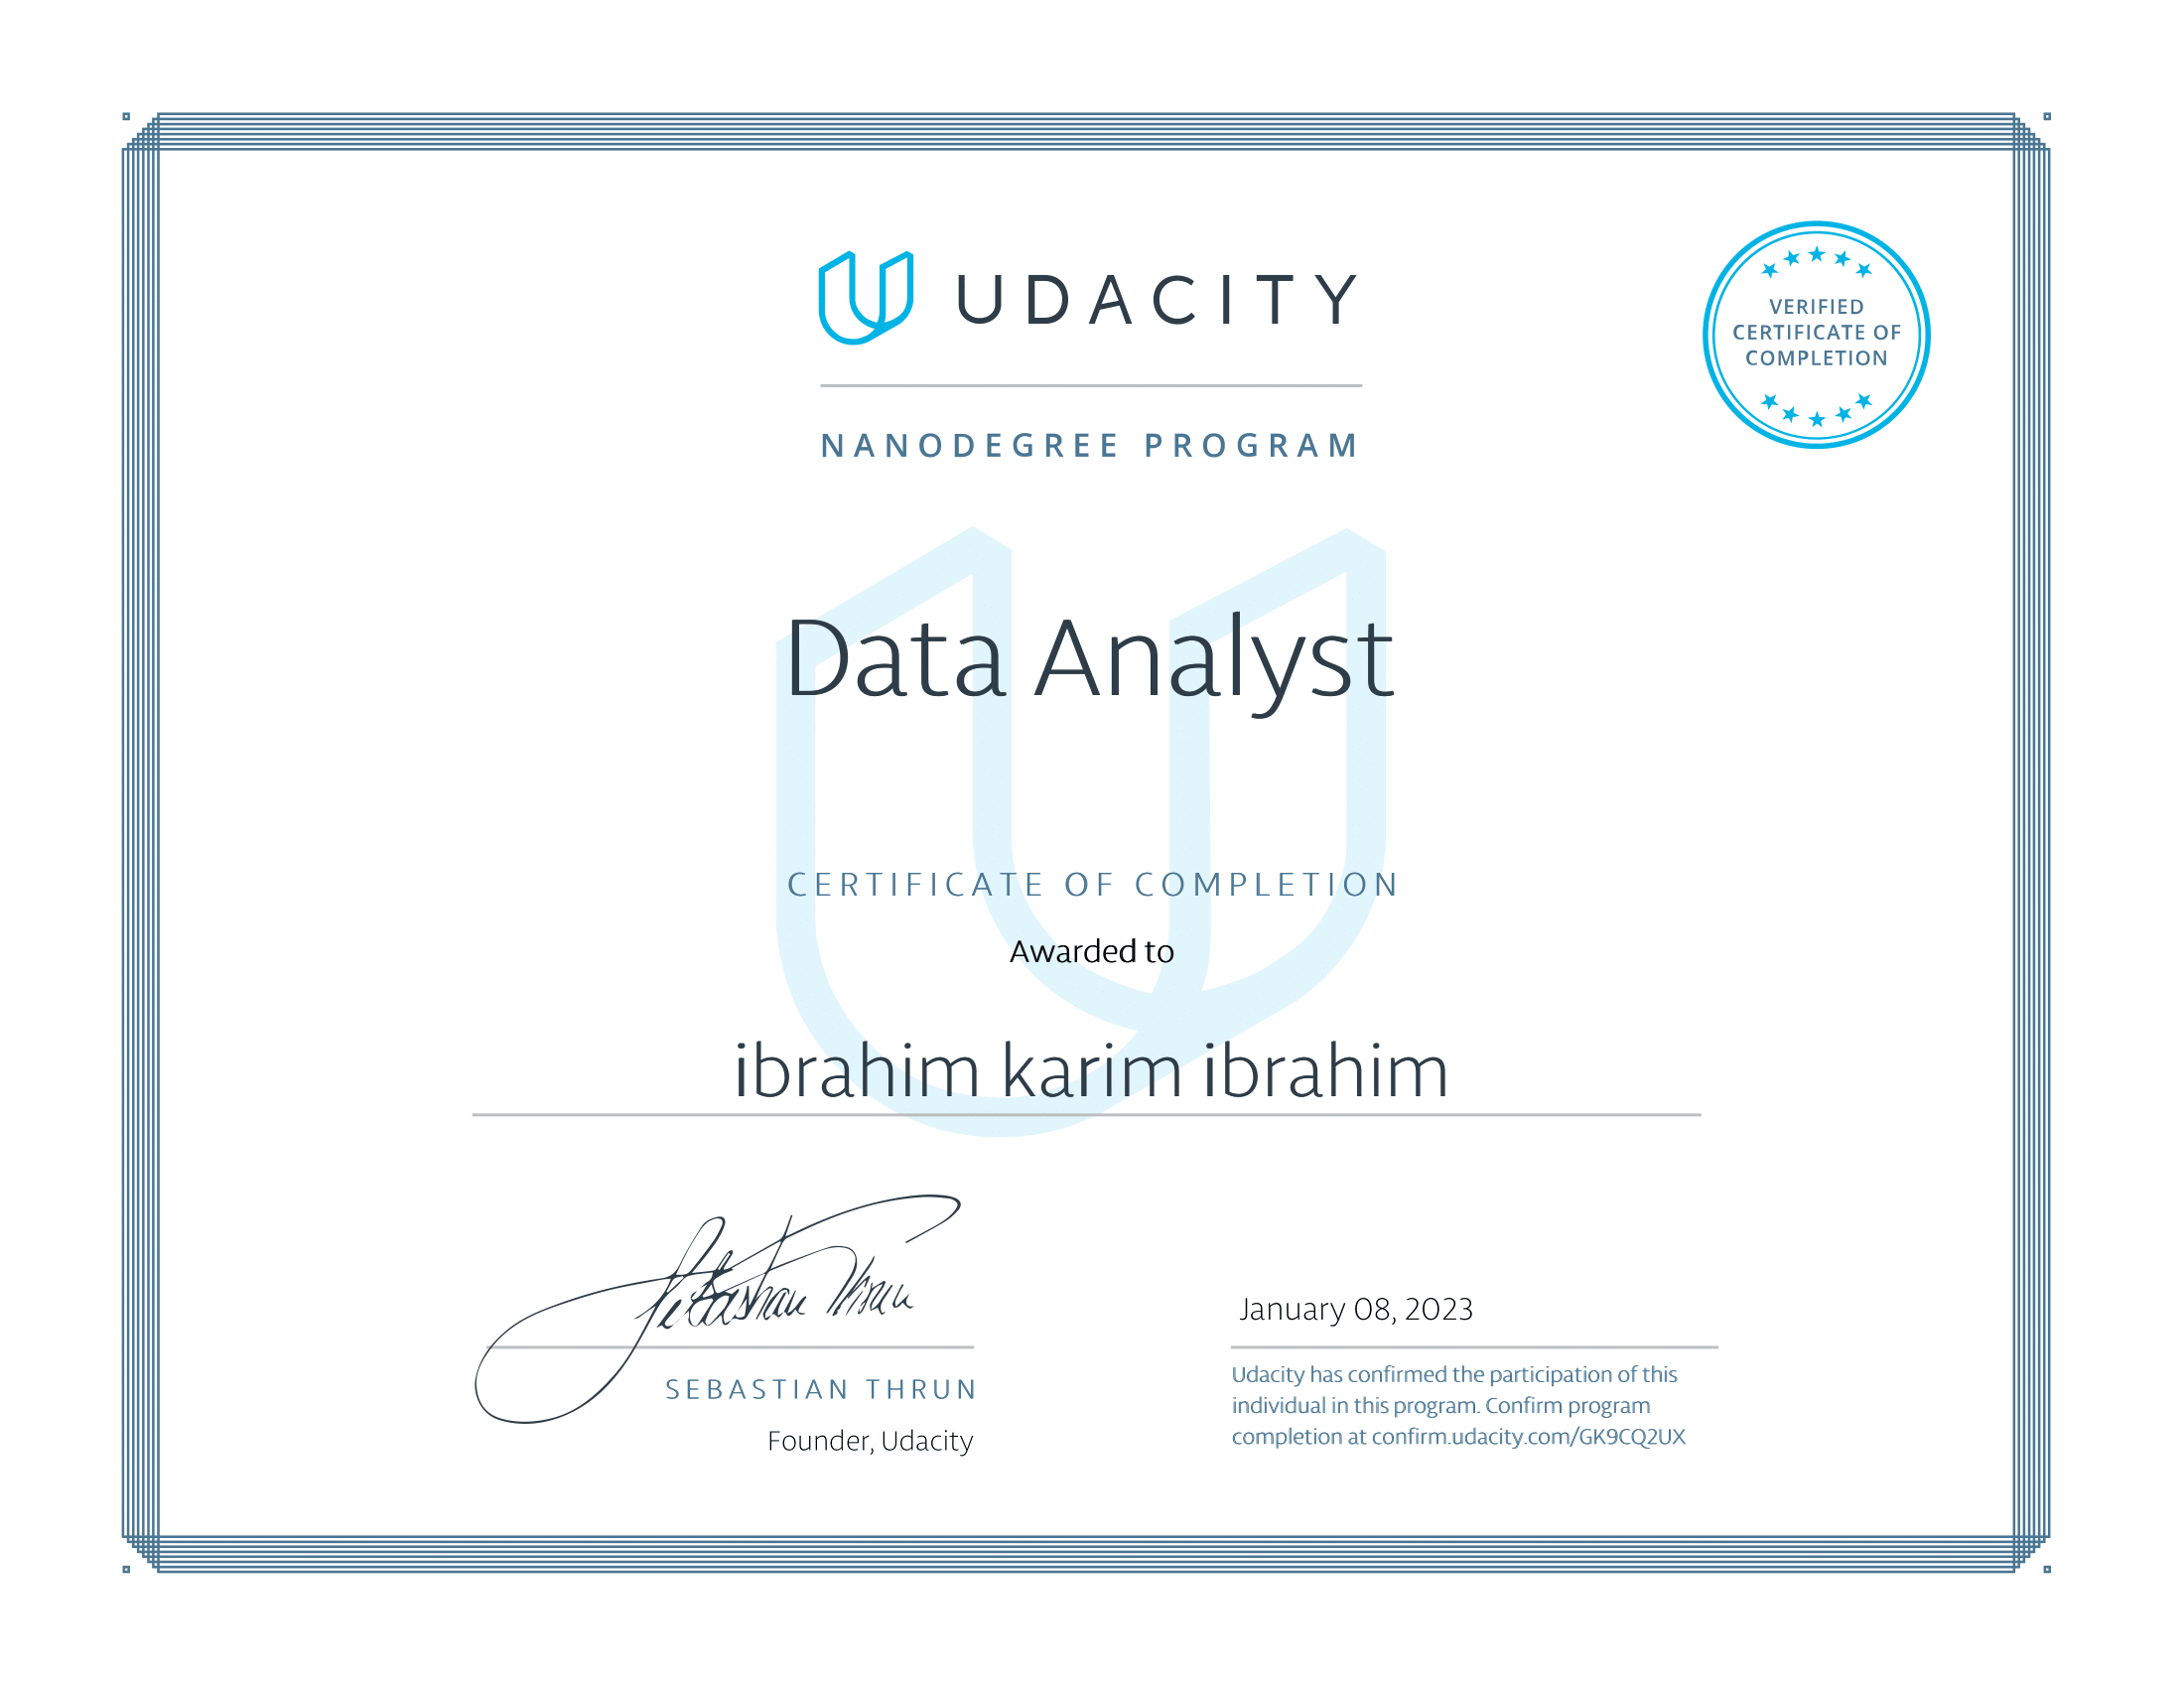 UDACITY
VERIFIED
CERTIFICATE OF
COMPLETION
NANODEGREE PROGRAM
Data Analyst
CERTIFICATE OF COMPLETION
Awarded to
ibrahim karim ibrahim
Sebastian Thrun
January 08, 2023
SEBASTIAN THRUN
Founder, Udacity
Udacity has confirmed the participation of this
individual in this program. Confirm program
completion at confirm.udacity.com/GK9CQ2UX